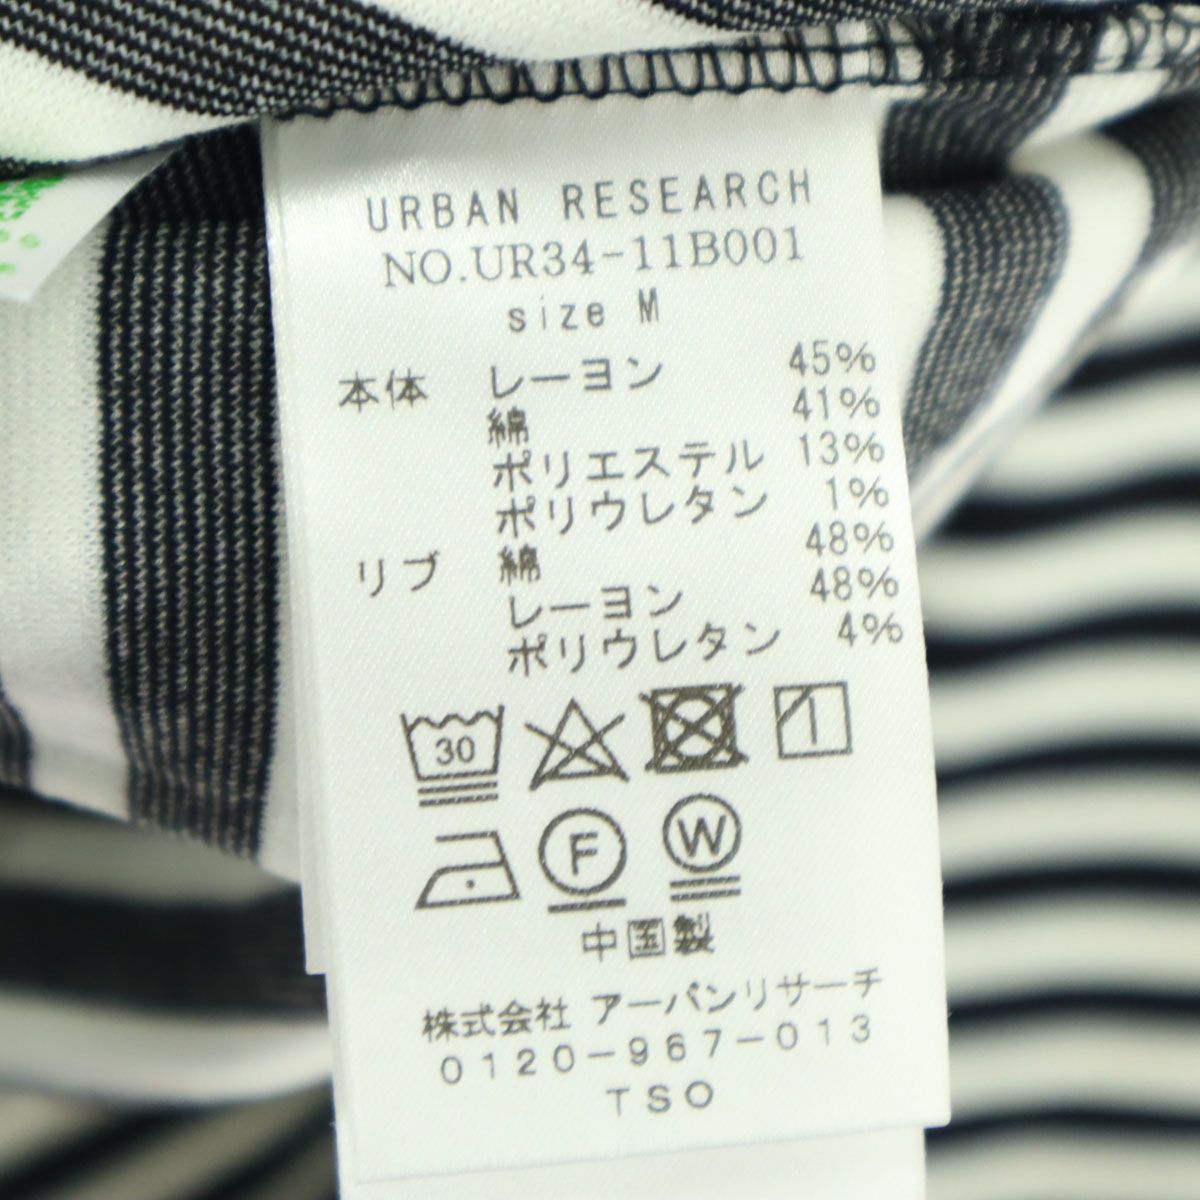 URBAN RESEARCH
NO.UR34-11B001
size M
本体 レーヨン 45%
綿 41%
ポリエステル 13%
ポリウレタン 1%
リブ 綿 48%
レーヨン 48%
ポリウレタン 4%
30
F W
中国製
株式会社 アーバンリサーチ
0120-967-013
TSO